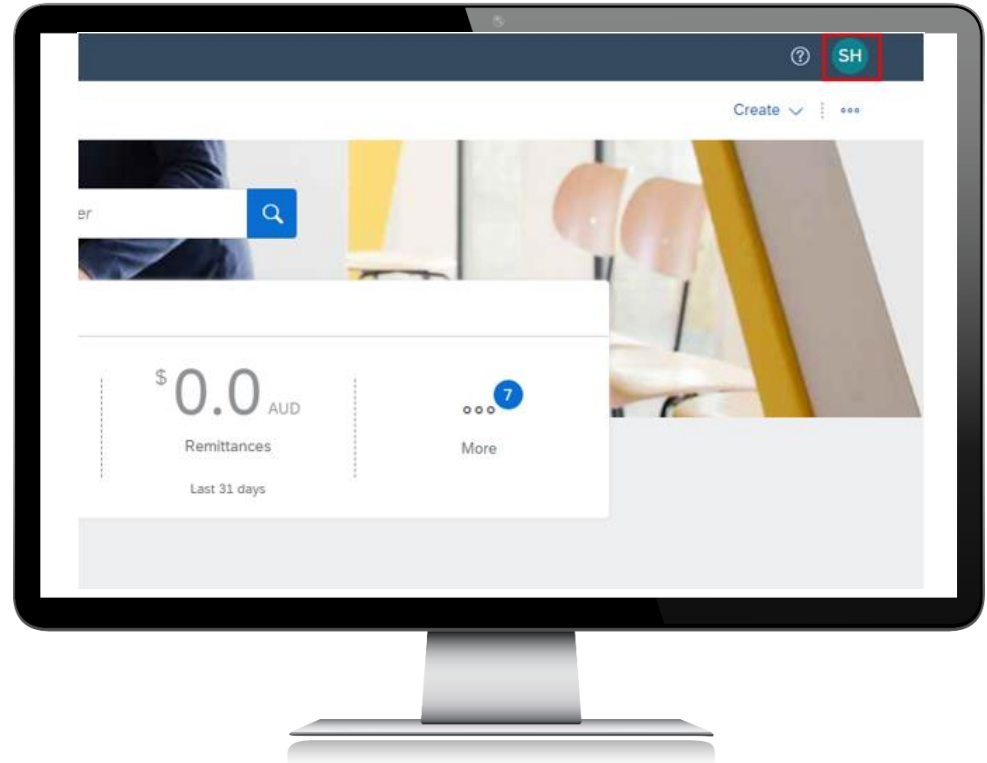 SH
Create
er
$ 0.0 AUD
7
Remittances
More
Last 31 days